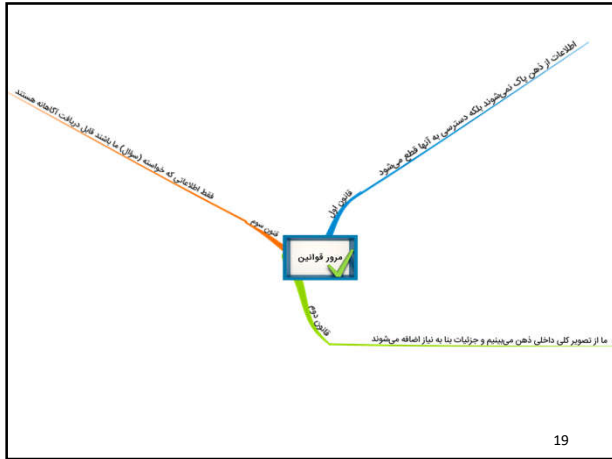 مرور قوانین
قانون اول
اطلاعات از ذهن پاک نمی‌شوند بلکه دسترسی به آنها قطع می‌شود
قانون دوم
ما از تصویر کلی داخلی ذهن می‌بینیم و جزئیات بنا به نیاز اضافه می‌شوند
قنون سوم
فقط اطلاعاتی که خواسته (سؤال) ما باشند قابل دریافت آگاهانه هستند
19